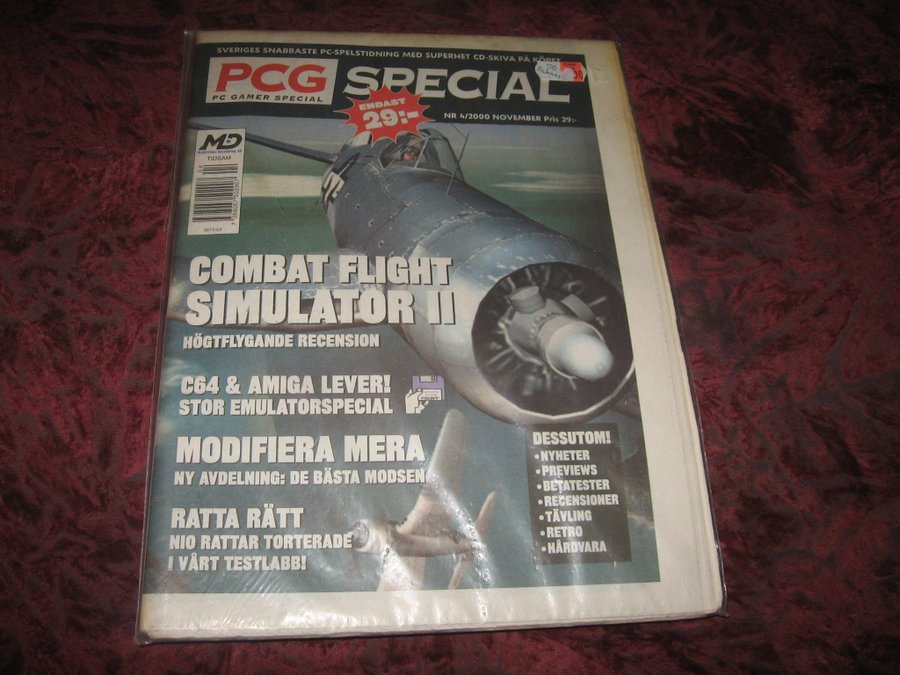 SVERIGES SNABBASTE PC-SPELSTIDNING MED SUPERHET CD-SKIVA PÅ KÖPET
PCG SPECIAL
PC GAMER SPECIAL
ENDAST
29:-
NR 4/2000 NOVEMBER Pris 29:-
MD
TIDSAM
0673-04
COMBAT FLIGHT
SIMULATOR II
HÖGTFLYGANDE RECENSION
C64 & AMIGA LEVER!
STOR EMULATORSPECIAL
MODIFIERA MERA
NY AVDELNING: DE BÄSTA MODSEN
RATTA RÄTT
NIO RATTAR TORTERADE
I VÅRT TESTLABB!
DESSUTOM!
• NYHETER
• PREVIEWS
• BETATESTER
• RECENSIONER
• TÄVLING
• RETRO
• HÅRDVARA